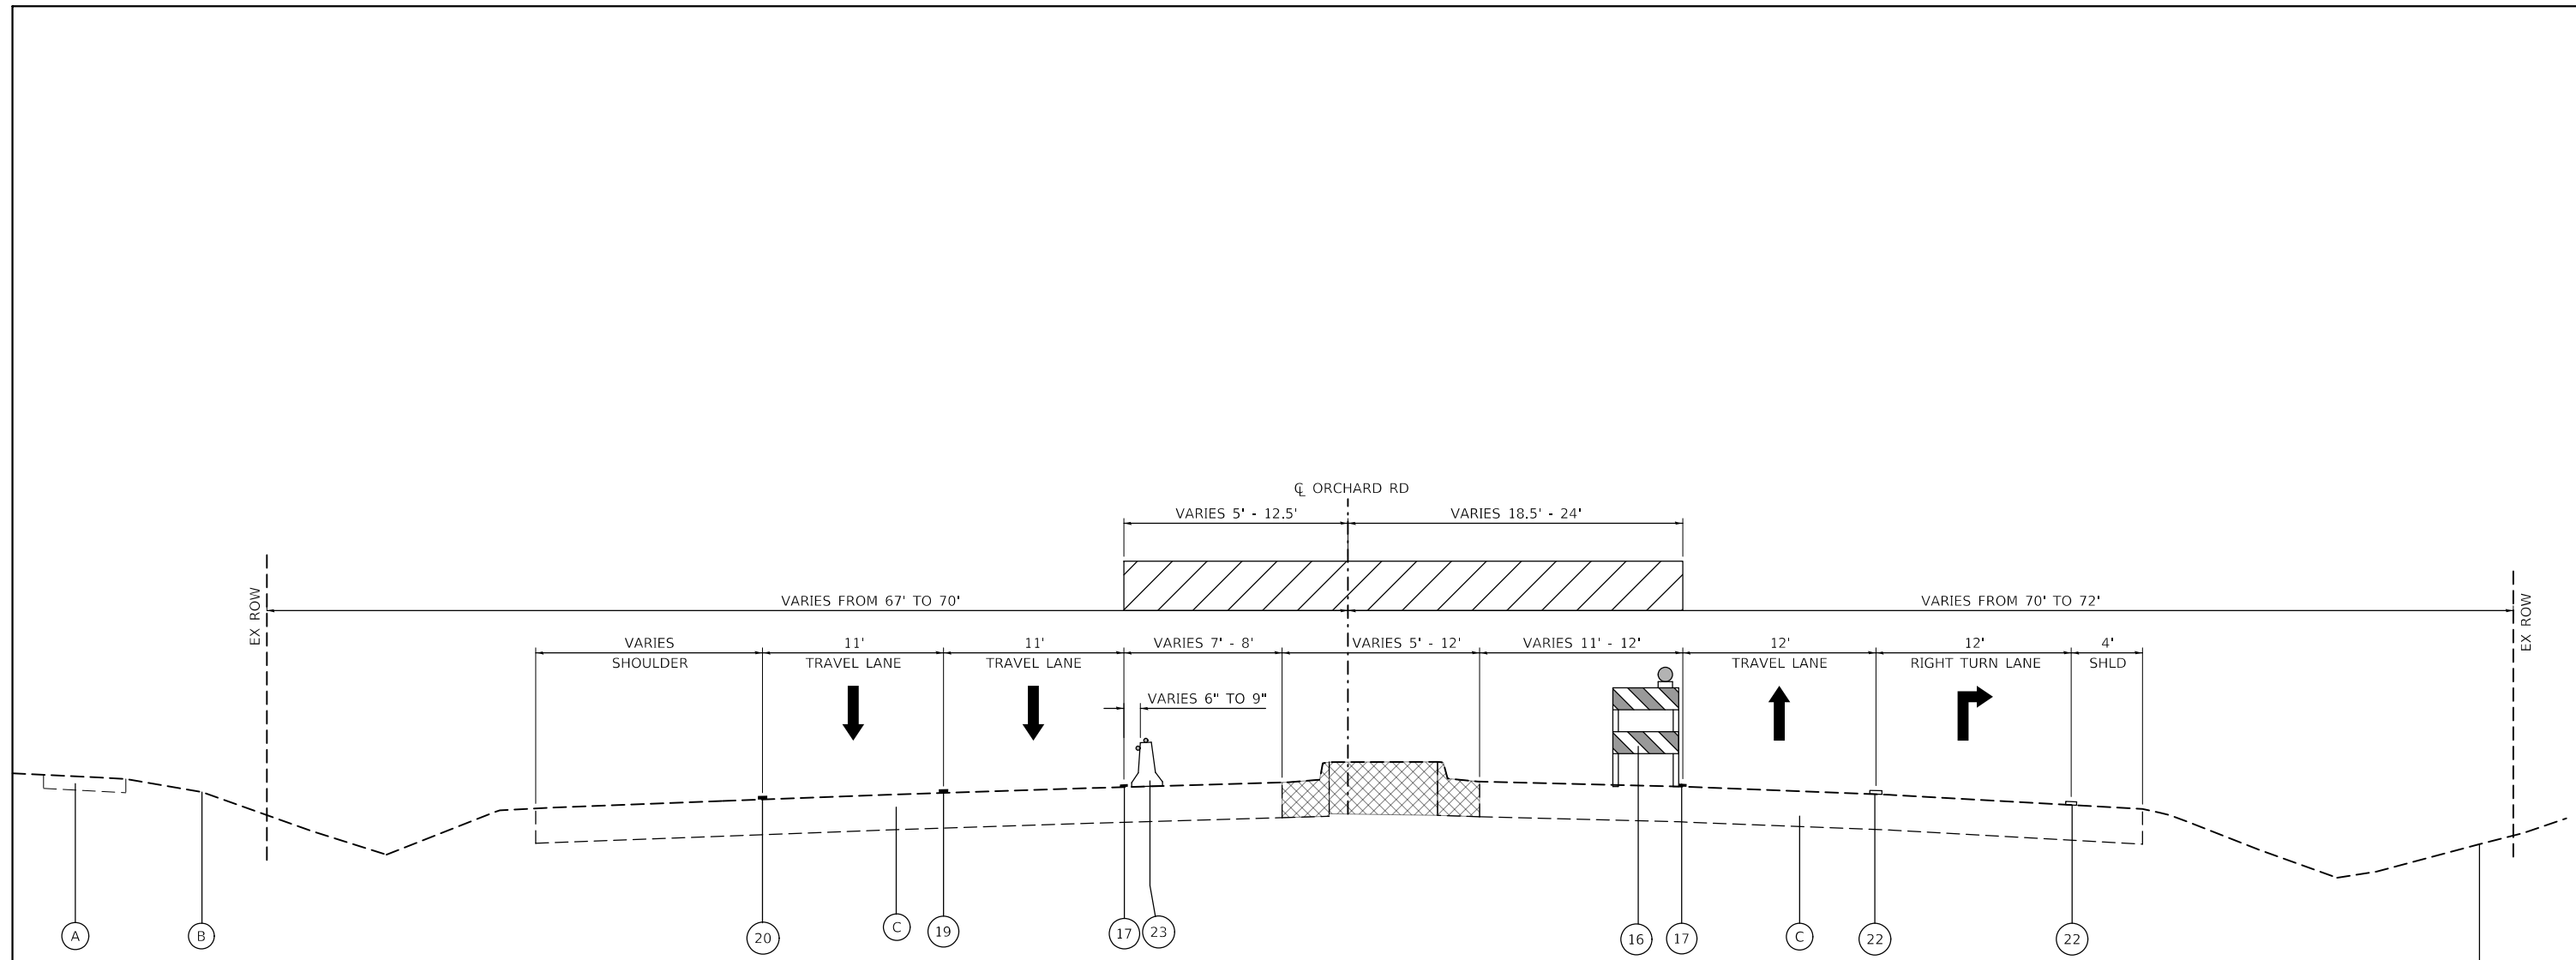 ℄ ORCHARD RD
VARIES 5' - 12.5'
VARIES 18.5' - 24'
EX ROW
VARIES FROM 67' TO 70'
VARIES FROM 70' TO 72'
EX ROW
VARIES
SHOULDER
11'
TRAVEL LANE
11'
TRAVEL LANE
VARIES 7' - 8'
VARIES 5' - 12'
VARIES 11' - 12'
12'
TRAVEL LANE
12'
RIGHT TURN LANE
4'
SHLD
VARIES 6" TO 9"
A
B
20
C
19
17
23
16
17
C
22
22